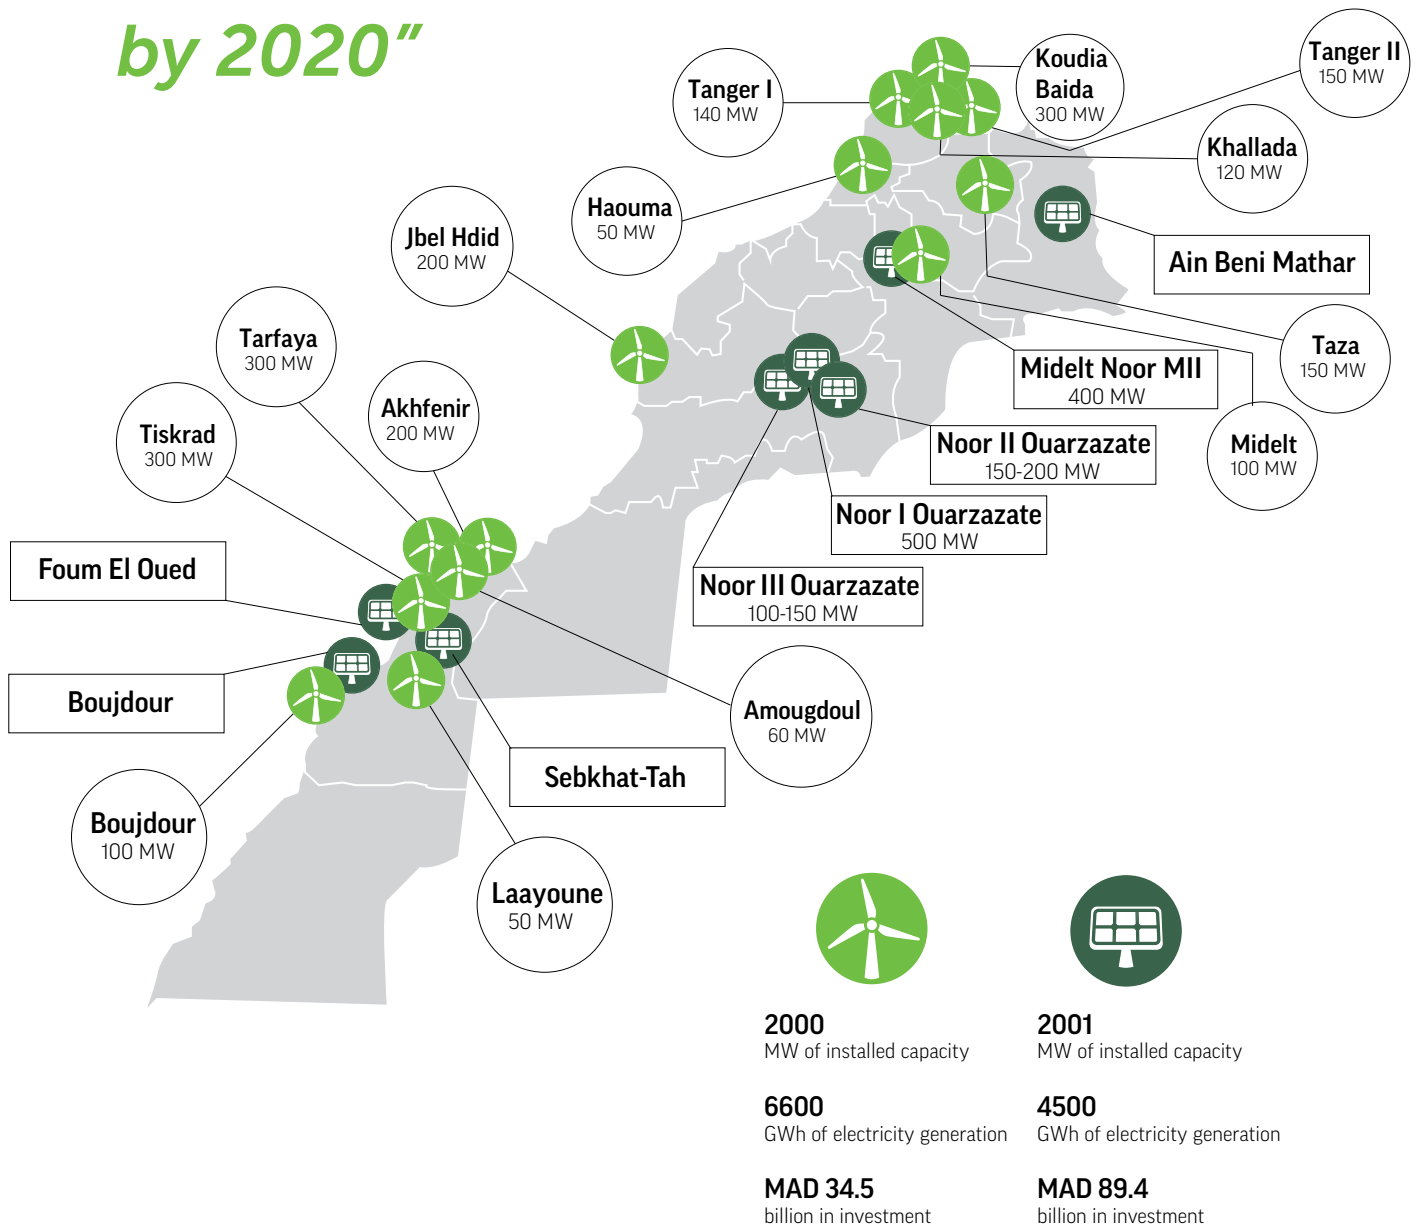 by 2020”
Koudia
Baida
300 MW
Tanger II
150 MW
Tanger I
140 MW
Khallada
120 MW
Haouma
50 MW
Jbel Hdid
200 MW
Ain Beni Mathar
Tarfaya
300 MW
Taza
150 MW
Midelt Noor MII
400 MW
Akhfenir
200 MW
Tiskrad
300 MW
Noor II Ouarzazate
150-200 MW
Midelt
100 MW
Noor I Ouarzazate
500 MW
Foum El Oued
Noor III Ouarzazate
100-150 MW
Boujdour
Amougdoul
60 MW
Sebkhat-Tah
Boujdour
100 MW
Laayoune
50 MW
2000
MW of installed capacity
6600
GWh of electricity generation
MAD 34.5
billion in investment
2001
MW of installed capacity
4500
GWh of electricity generation
MAD 89.4
billion in investment